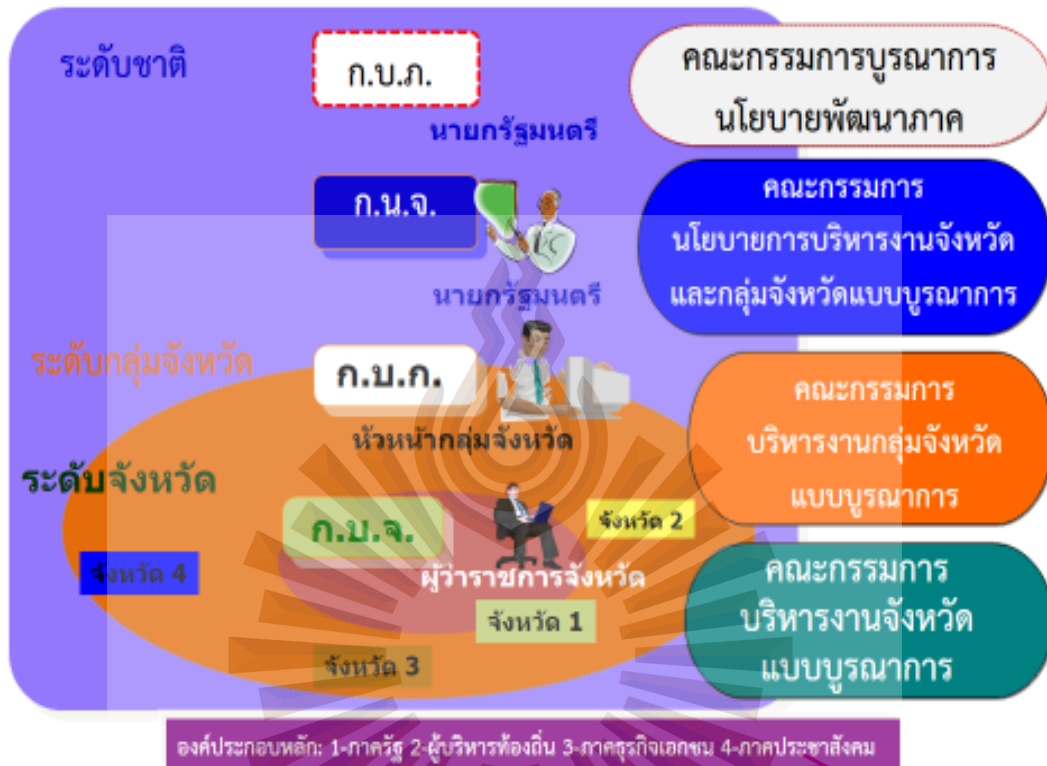 ระดับชาติ
ก.บ.ภ.
นายกรัฐมนตรี
คณะกรรมการบูรณาการ
นโยบายพัฒนาภาค
ก.น.จ.
นายกรัฐมนตรี
คณะกรรมการ
นโยบายการบริหารงานจังหวัด
และกลุ่มจังหวัดแบบบูรณาการ
ระดับกลุ่มจังหวัด
ก.บ.ก.
หัวหน้ากลุ่มจังหวัด
คณะกรรมการ
บริหารงานกลุ่มจังหวัด
แบบบูรณาการ
ระดับจังหวัด
ก.บ.จ.
ผู้ว่าราชการจังหวัด
จังหวัด 2
จังหวัด 4
จังหวัด 1
จังหวัด 3
คณะกรรมการ
บริหารงานจังหวัด
แบบบูรณาการ
องค์ประกอบหลัก: 1-ภาครัฐ 2-ผู้บริหารท้องถิ่น 3-ภาคธุรกิจเอกชน 4-ภาคประชาสังคม